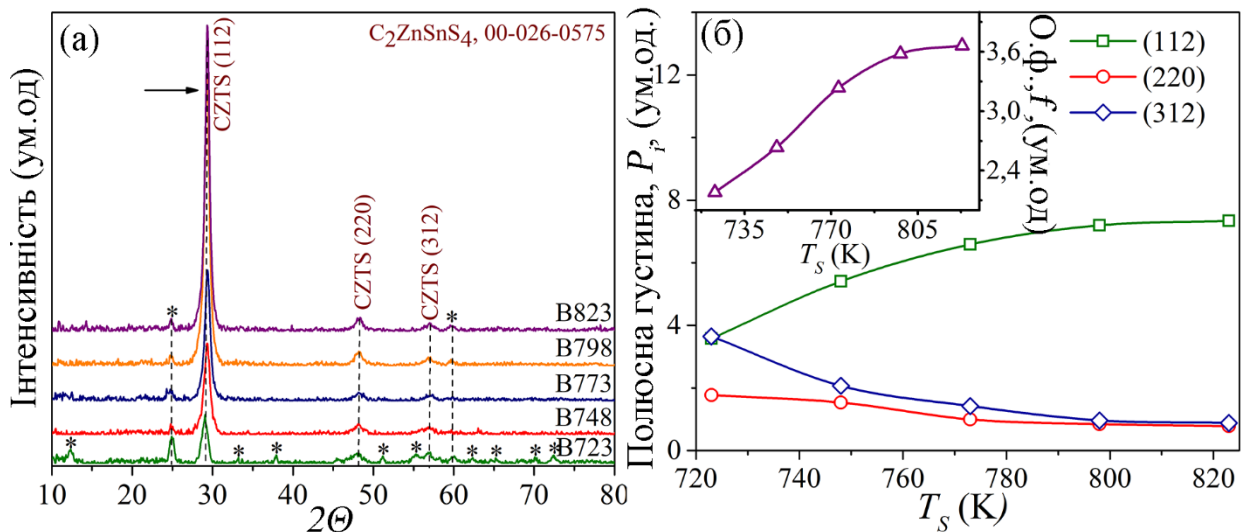 (а)
C₂ZnSnS₄, 00-026-0575
CZTS (112)
CZTS (220)
CZTS (312)
*
*
B823
B798
B773
B748
B723
* * * * * * * * *
10 20 30 40 50 60 70 80
2Θ
Інтенсивність (ум.од)
(б)
(112)
(220)
(312)
12
8
4
0
Полюсна густина, Pᵢ, (ум.од.)
3,6
3,0
2,4
О.ф., f, (ум.од)
735 770 805
T_S (K)
720 740 760 780 800 820
T_S (K)